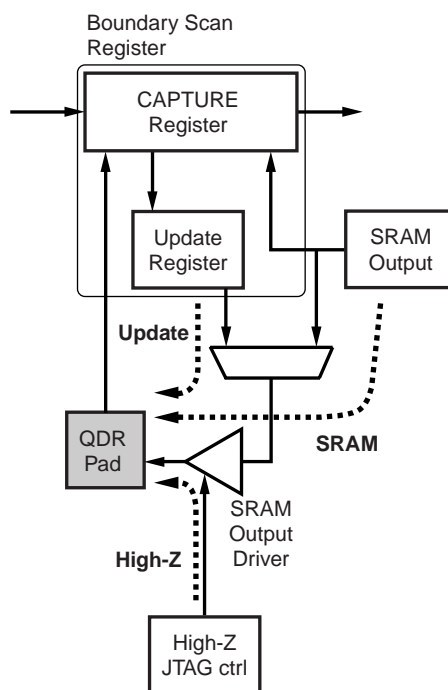 Boundary Scan
Register
CAPTURE
Register
Update
Register
SRAM
Output
Update
SRAM
QDR
Pad
SRAM
Output
Driver
High-Z
High-Z
JTAG ctrl